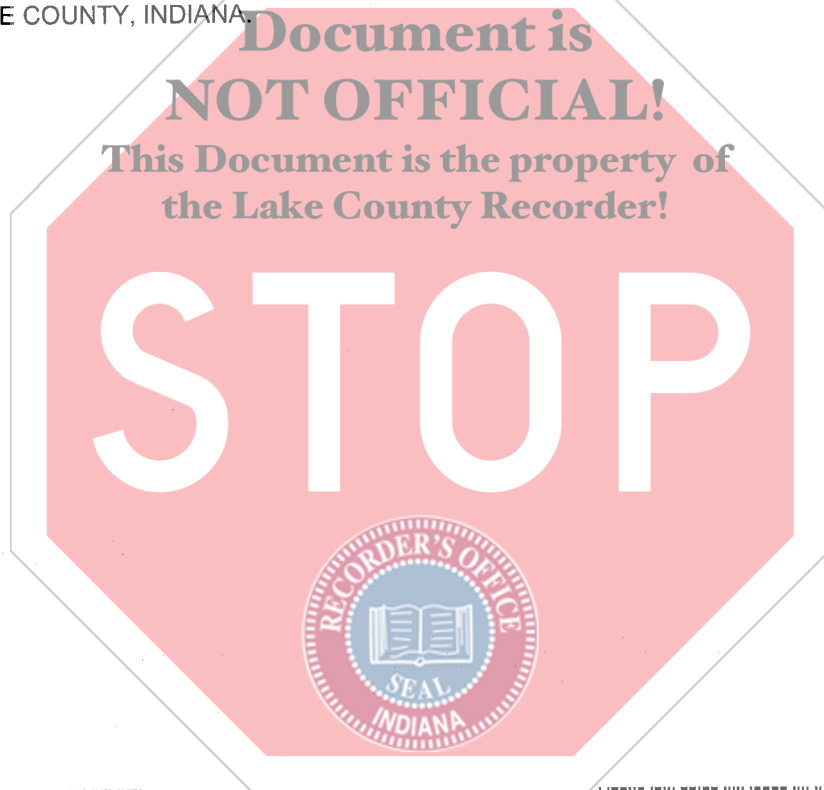 E COUNTY, INDIANA.
Document is
NOT OFFICIAL!
This Document is the property of
the Lake County Recorder!
STOP
RECORDER'S OFFICE
SEAL
INDIANA